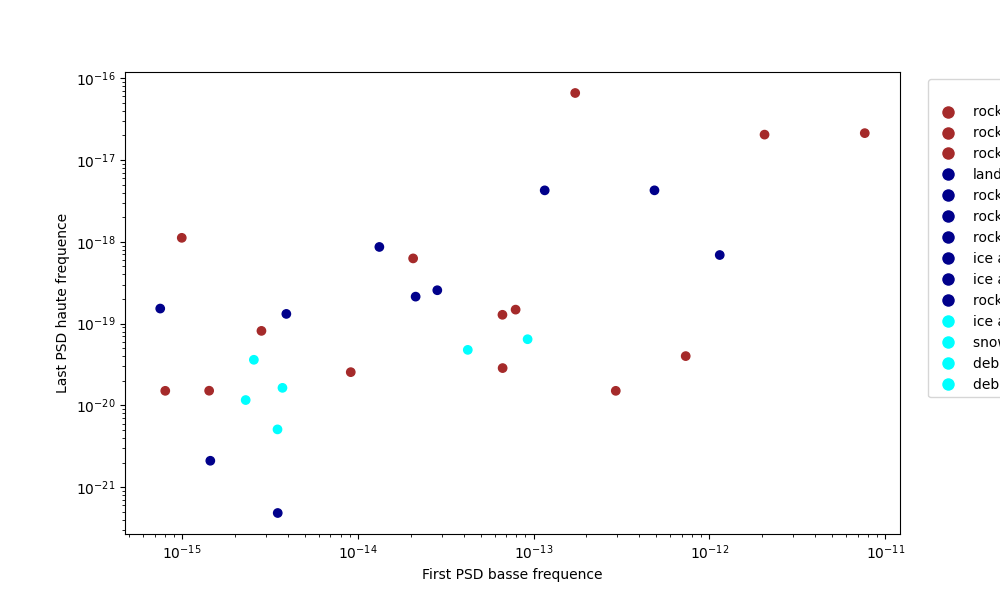 10⁻¹⁶
10⁻¹⁷
10⁻¹⁸
10⁻¹⁹
10⁻²⁰
10⁻²¹
Last PSD haute frequence
10⁻¹⁵
10⁻¹⁴
10⁻¹³
10⁻¹²
10⁻¹¹
First PSD basse frequence
rock
rock
rock
land
rock
rock
rock
ice a
ice a
rock
ice a
snow
deb
deb